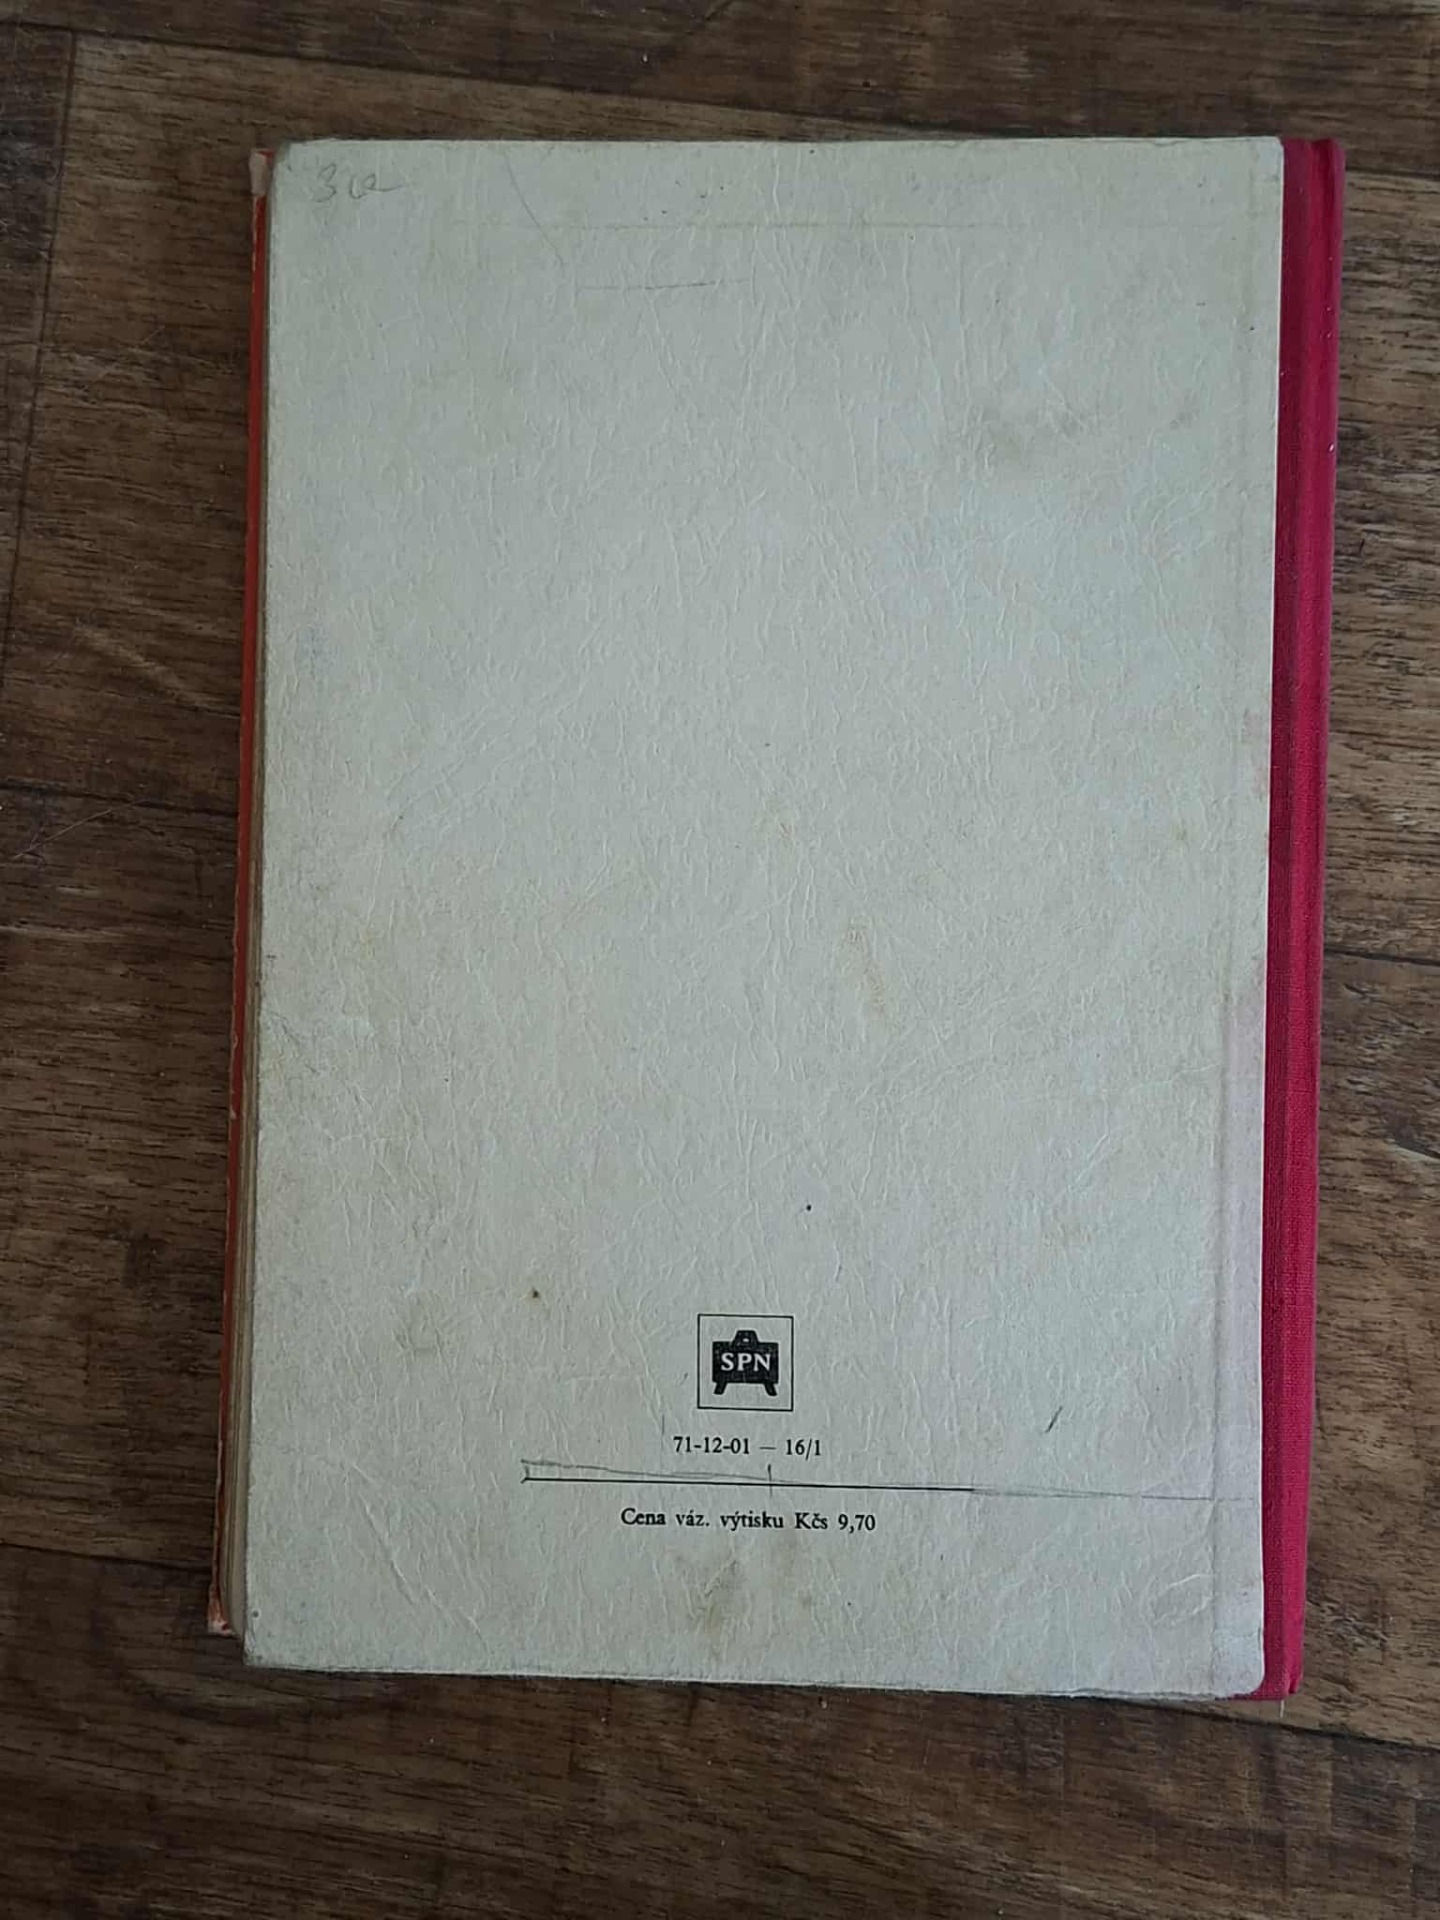 SPN
71-12-01 — 16/1
Cena váz. výtisku Kčs 9,70